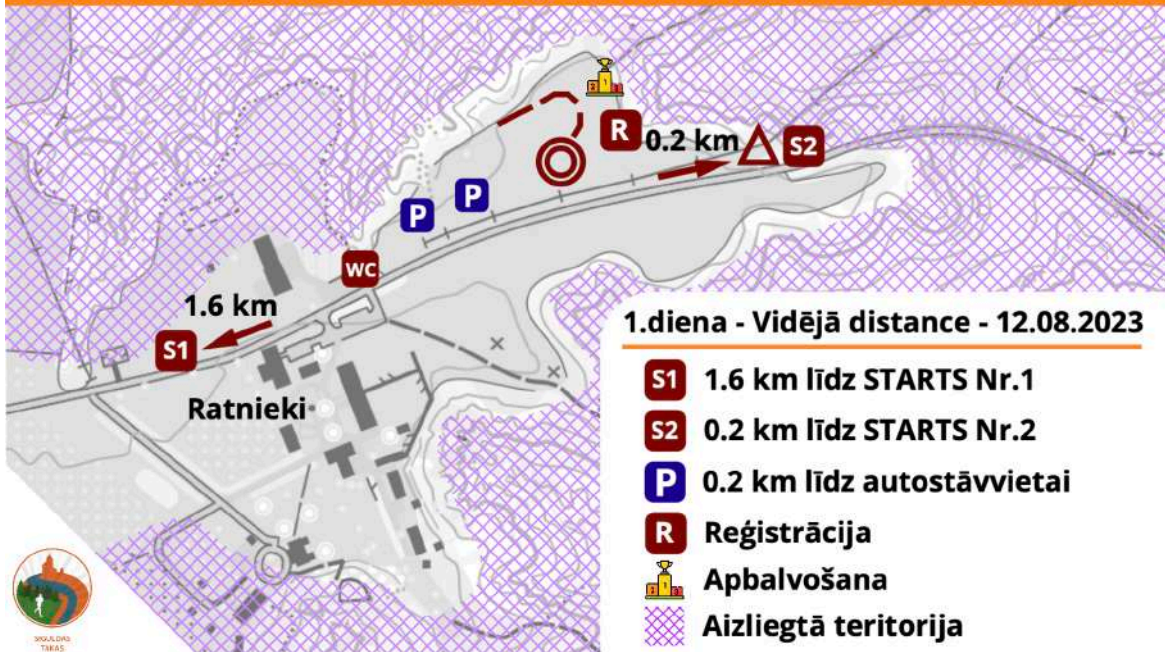 R
0.2 km
S2
P
P
WC
1.6 km
S1
Ratnieki
1.diena - Vidējā distance - 12.08.2023
S1 1.6 km līdz STARTS Nr.1
S2 0.2 km līdz STARTS Nr.2
P 0.2 km līdz autostāvvietai
R Reģistrācija
Apbalvošana
Aizliegtā teritorija
SIGULDAS
TAKAS